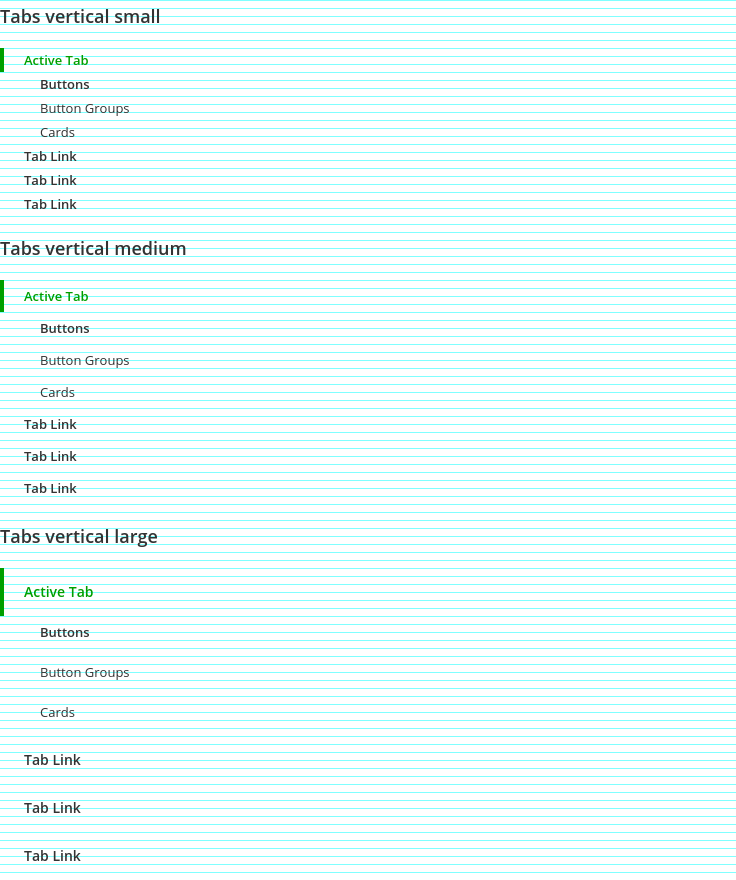 Tabs vertical small
Active Tab
Buttons
Button Groups
Cards
Tab Link
Tab Link
Tab Link
Tabs vertical medium
Active Tab
Buttons
Button Groups
Cards
Tab Link
Tab Link
Tab Link
Tabs vertical large
Active Tab
Buttons
Button Groups
Cards
Tab Link
Tab Link
Tab Link